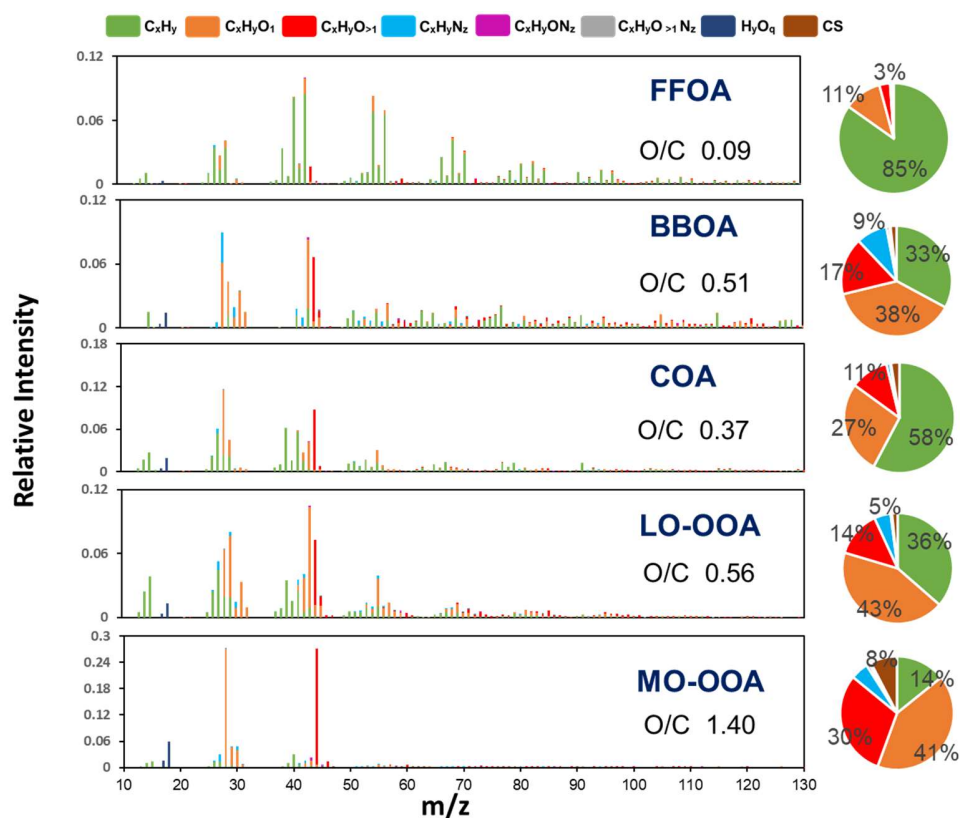 CxHy CxHyO1 CxHyO>1 CxHyNz CxHyONz CxHyO >1 Nz HyOq CS
Relative Intensity
0.12
0.06
0
FFOA
O/C 0.09
3%
11%
85%
0.12
0.06
0
BBOA
O/C 0.51
9%
33%
17%
38%
0.18
0.12
0.06
0
COA
O/C 0.37
11%
27%
58%
0.12
0.06
0
LO-OOA
O/C 0.56
5%
14%
36%
43%
0.3
0.24
0.18
0.12
0.06
0
MO-OOA
O/C 1.40
8%
14%
30%
41%
10 20 30 40 50 60 70 80 90 100 110 120 130
m/z